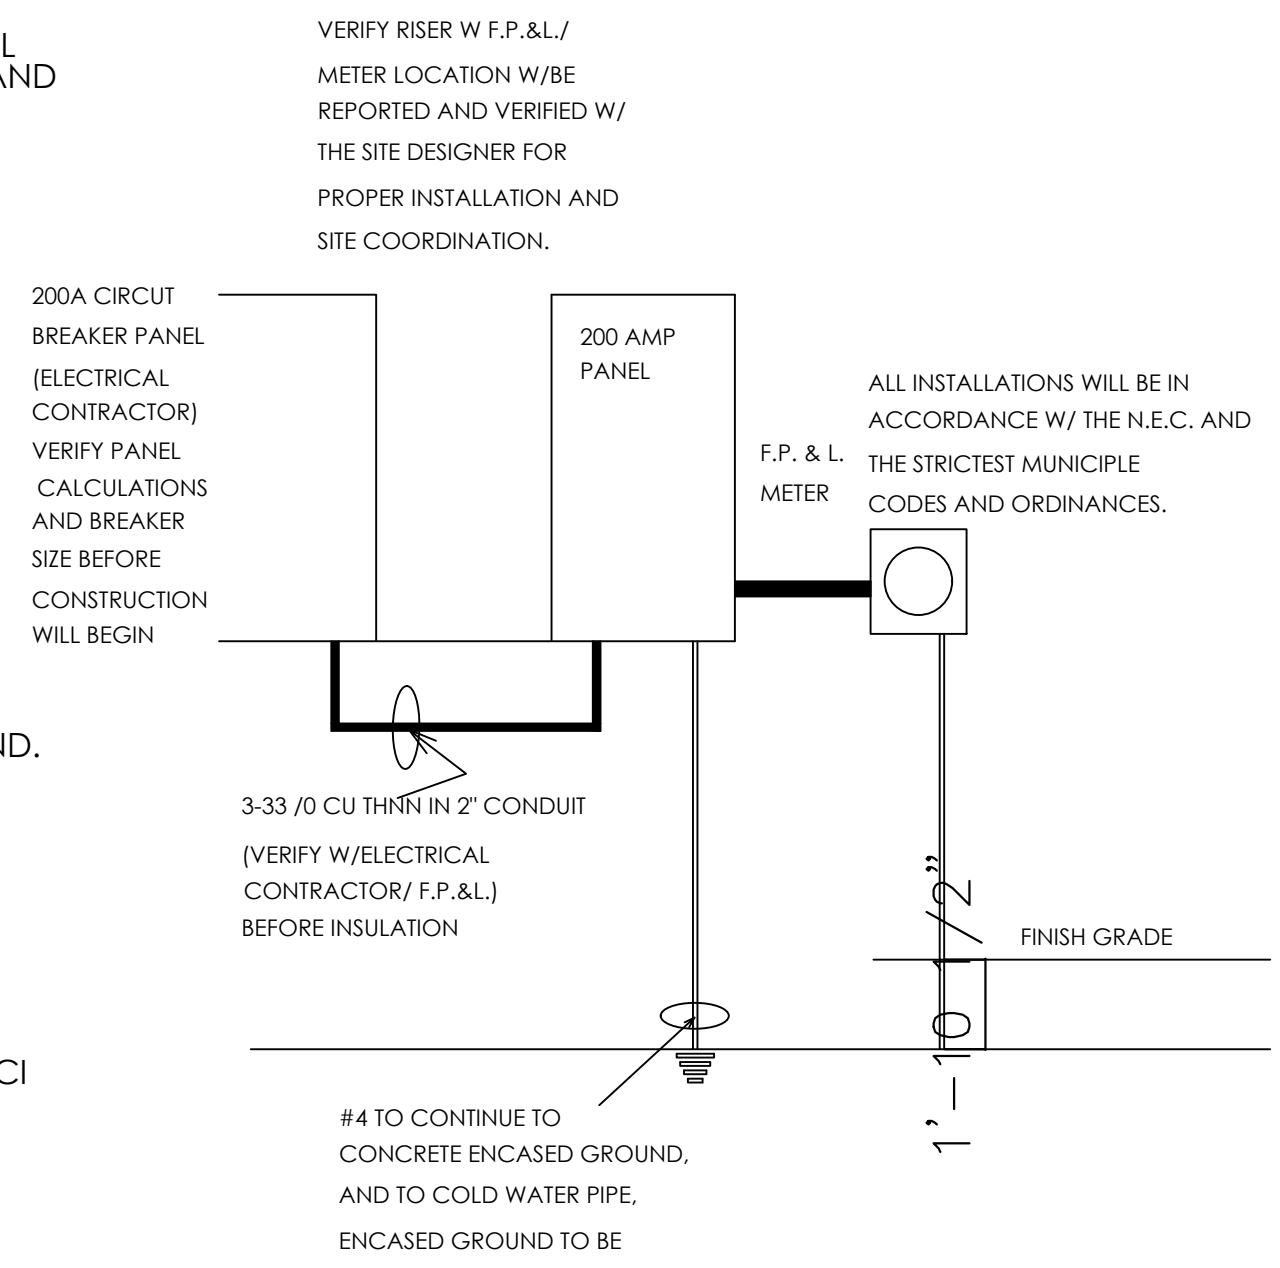 L
AND
VERIFY RISER W F.P.&L./
METER LOCATION W/BE
REPORTED AND VERIFIED W/
THE SITE DESIGNER FOR
PROPER INSTALLATION AND
SITE COORDINATION.
200A CIRCUT
BREAKER PANEL
(ELECTRICAL
CONTRACTOR)
VERIFY PANEL
CALCULATIONS
AND BREAKER
SIZE BEFORE
CONSTRUCTION
WILL BEGIN
200 AMP
PANEL
F.P. & L.
METER
ALL INSTALLATIONS WILL BE IN
ACCORDANCE W/ THE N.E.C. AND
THE STRICTEST MUNICIPLE
CODES AND ORDINANCES.
ND.
3-33 /0 CU THNN IN 2" CONDUIT
(VERIFY W/ELECTRICAL
CONTRACTOR/ F.P.&L.)
BEFORE INSULATION
FINISH GRADE
1'-10 1/2"
CI
#4 TO CONTINUE TO
CONCRETE ENCASED GROUND,
AND TO COLD WATER PIPE,
ENCASED GROUND TO BE